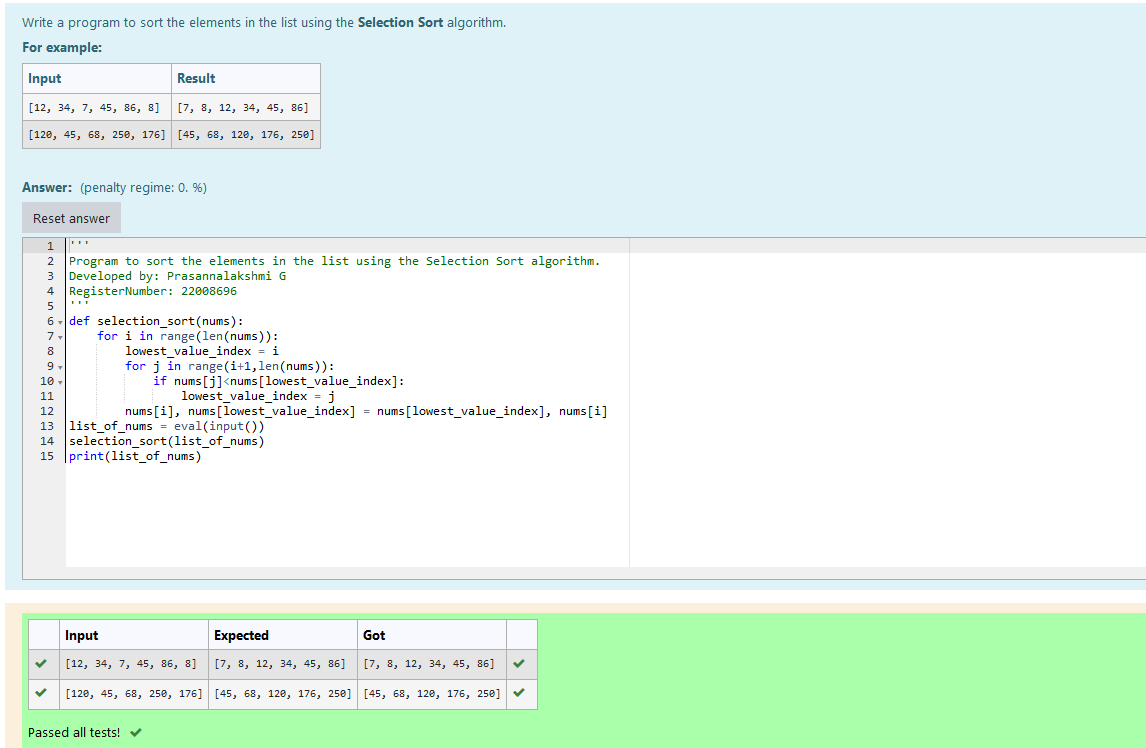 Write a program to sort the elements in the list using the Selection Sort algorithm.
For example:
Input Result
[12, 34, 7, 45, 86, 8] [7, 8, 12, 34, 45, 86]
[120, 45, 68, 250, 176] [45, 68, 120, 176, 250]
Answer: (penalty regime: 0. %)
Reset answer
1 '''
2 Program to sort the elements in the list using the Selection Sort algorithm.
3 Developed by: Prasannalakshmi G
4 RegisterNumber: 22008696
5 '''
6 def selection_sort(nums):
7 for i in range(len(nums)):
8 lowest_value_index = i
9 for j in range(i+1,len(nums)):
10 if nums[j]<nums[lowest_value_index]:
11 lowest_value_index = j
12 nums[i], nums[lowest_value_index] = nums[lowest_value_index], nums[i]
13 list_of_nums = eval(input())
14 selection_sort(list_of_nums)
15 print(list_of_nums)
Input Expected Got
[12, 34, 7, 45, 86, 8] [7, 8, 12, 34, 45, 86] [7, 8, 12, 34, 45, 86]
[120, 45, 68, 250, 176] [45, 68, 120, 176, 250] [45, 68, 120, 176, 250]
Passed all tests!